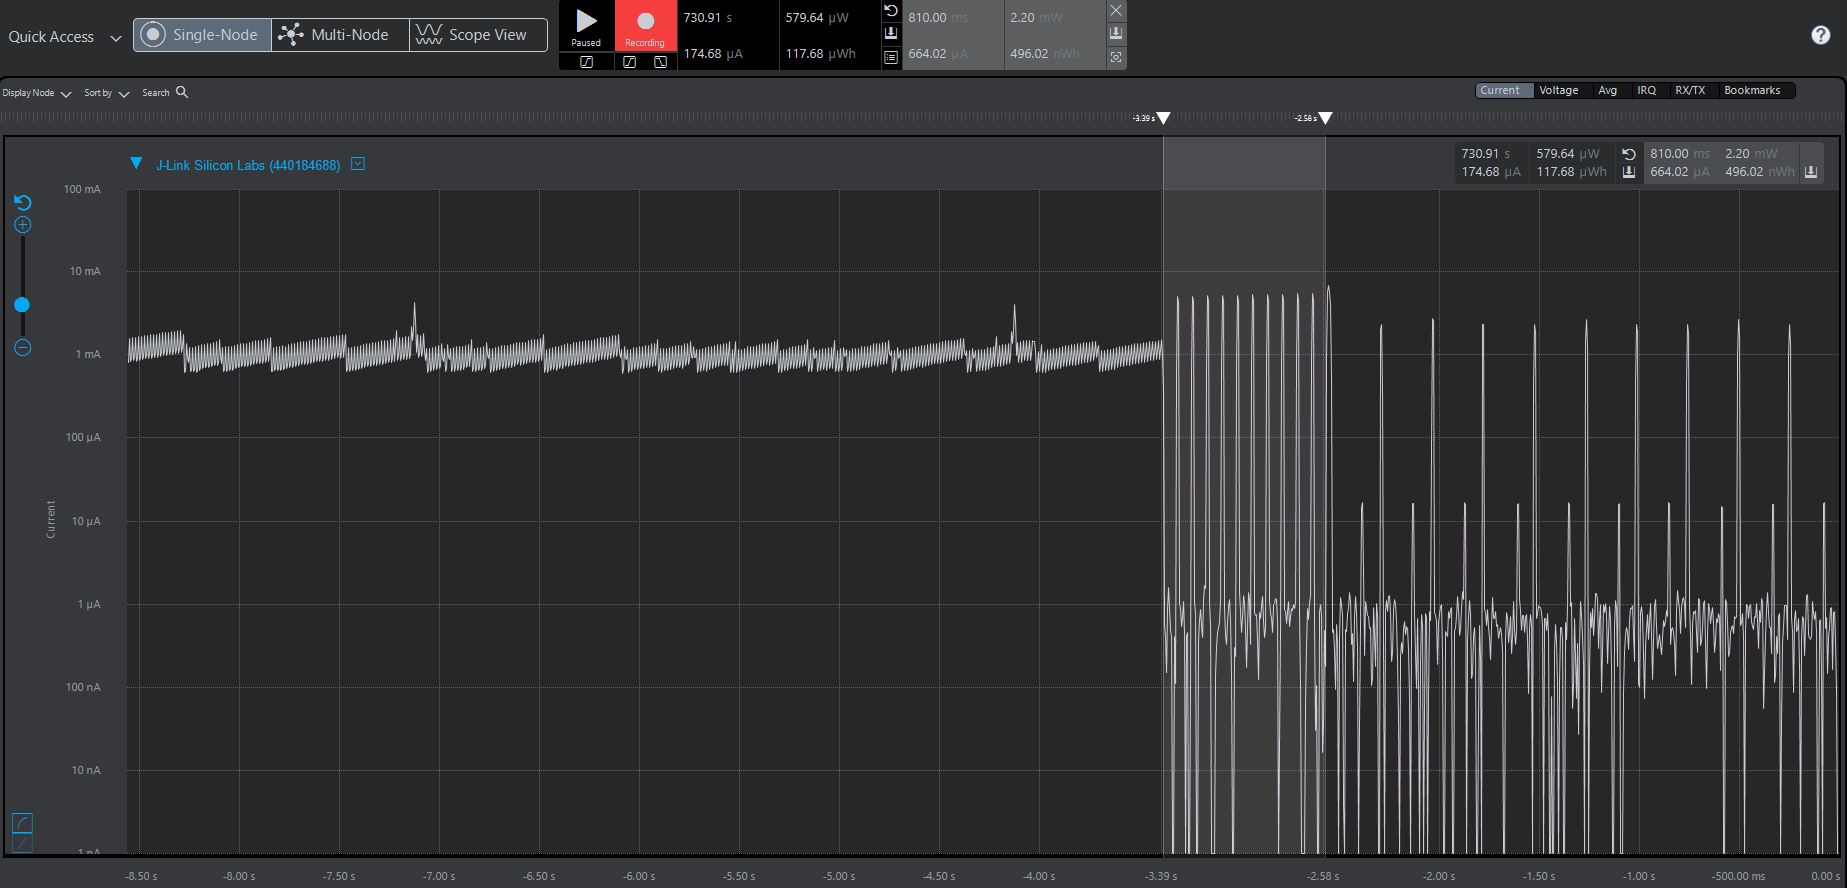 Quick Access
Single-Node
Multi-Node
Scope View
Paused
Recording
730.91 s
579.64 µW
174.68 µA
117.68 µWh
810.00 ms
2.20 mW
664.02 µA
496.02 nWh
?
Display Node
Sort by
Search
Current Voltage Avg IRQ RX/TX Bookmarks
-3.39 s
-2.58 s
J-Link Silicon Labs (440184688)
730.91 s 579.64 µW 810.00 ms 2.20 mW
174.68 µA 117.68 µWh 664.02 µA 496.02 nWh
100 mA
10 mA
1 mA
100 µA
10 µA
1 µA
100 nA
10 nA
1 nA
Current
-8.50 s -8.00 s -7.50 s -7.00 s -6.50 s -6.00 s -5.50 s -5.00 s -4.50 s -4.00 s -3.39 s -2.58 s -2.00 s -1.50 s -1.00 s -500.00 ms 0.00 s